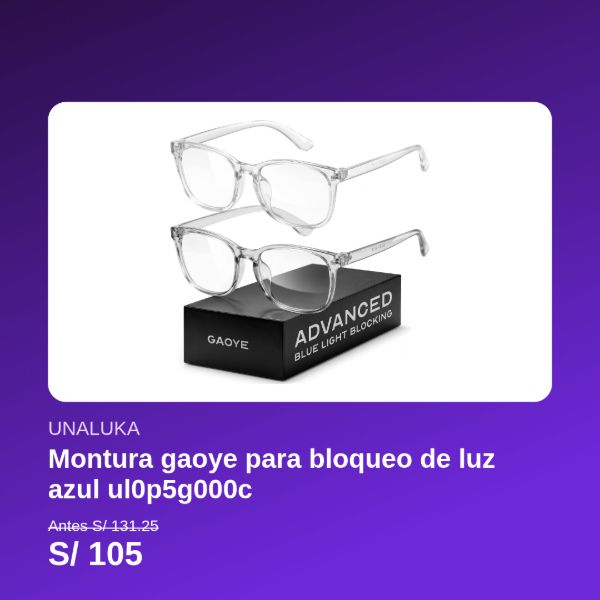 GAOYE
ADVANCED
BLUE LIGHT BLOCKING
UNALUKA
Montura gaoye para bloqueo de luz
azul ul0p5g000c
Antes S/ 131.25
S/ 105